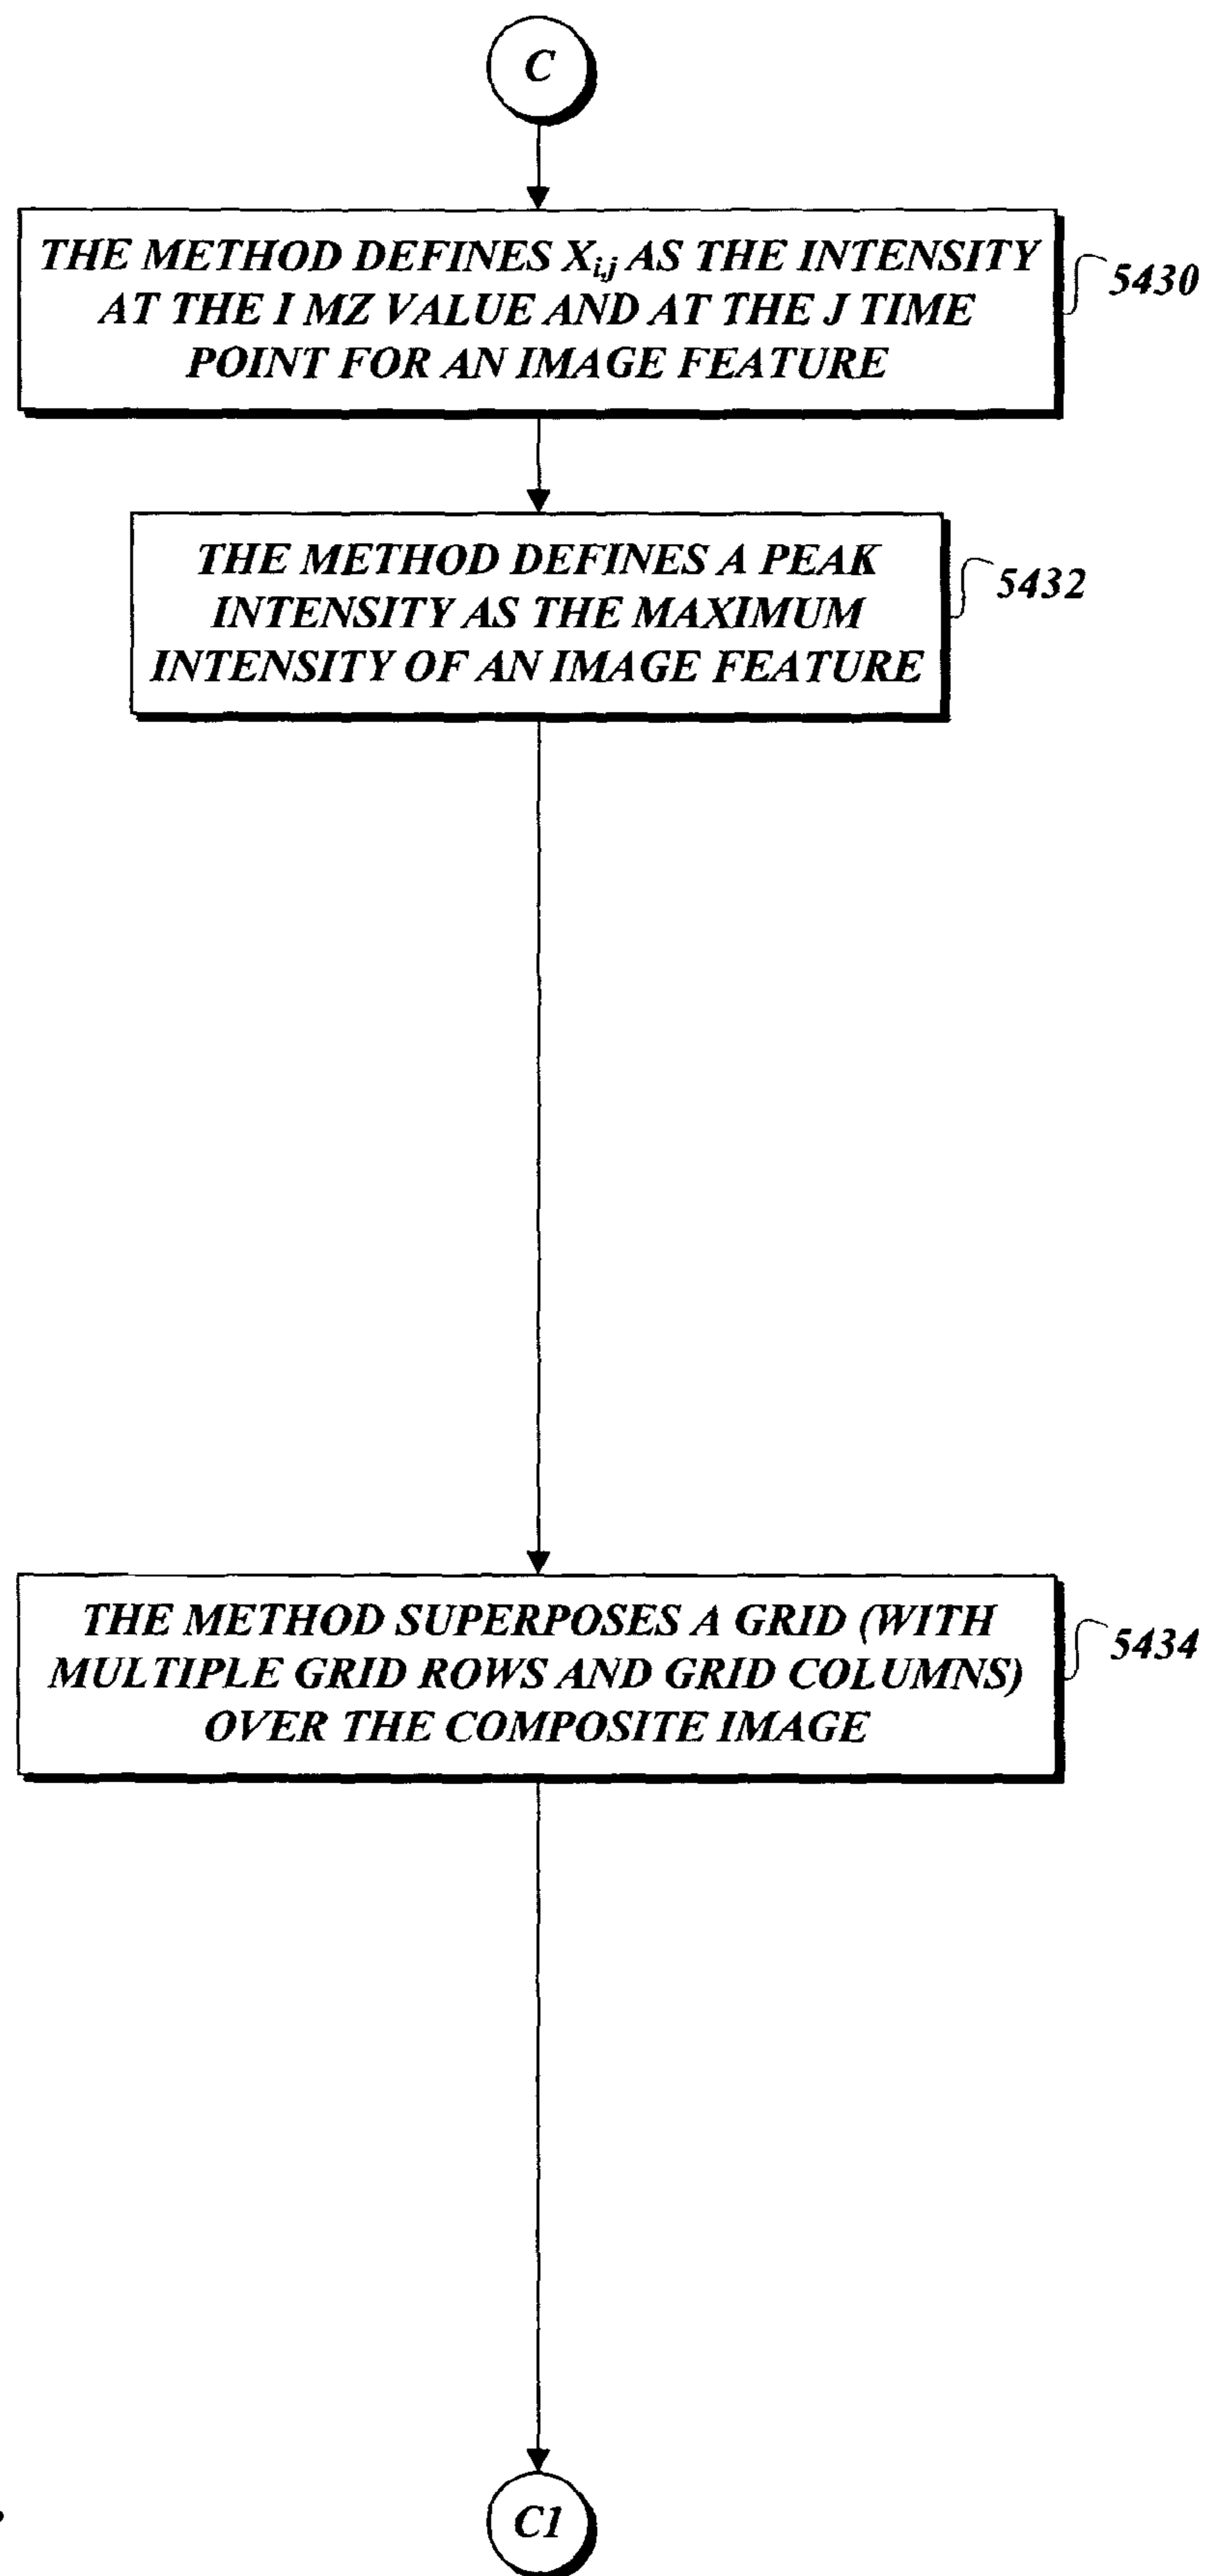 C
THE METHOD DEFINES X_{i,j} AS THE INTENSITY
AT THE I MZ VALUE AND AT THE J TIME
POINT FOR AN IMAGE FEATURE
5430
THE METHOD DEFINES A PEAK
INTENSITY AS THE MAXIMUM
INTENSITY OF AN IMAGE FEATURE
5432
THE METHOD SUPERPOSES A GRID (WITH
MULTIPLE GRID ROWS AND GRID COLUMNS)
OVER THE COMPOSITE IMAGE
5434
C1